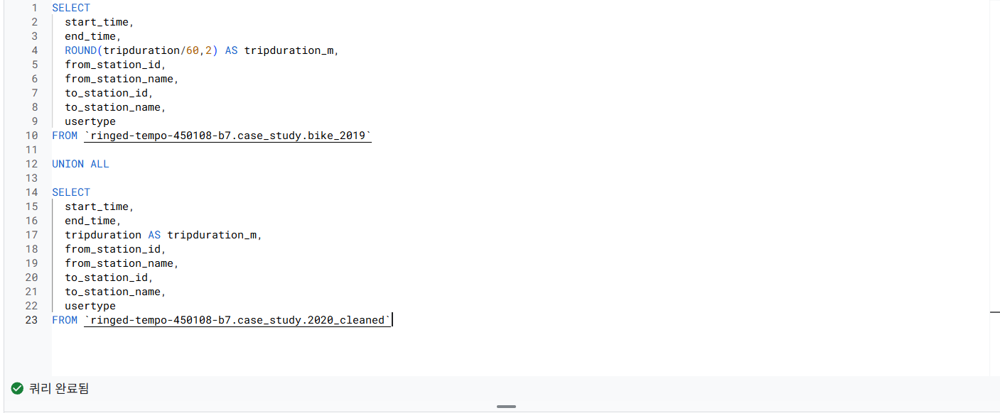 1 SELECT
2 start_time,
3 end_time,
4 ROUND(tripduration/60,2) AS tripduration_m,
5 from_station_id,
6 from_station_name,
7 to_station_id,
8 to_station_name,
9 usertype
10 FROM `ringed-tempo-450108-b7.case_study.bike_2019`
11
12 UNION ALL
13
14 SELECT
15 start_time,
16 end_time,
17 tripduration AS tripduration_m,
18 from_station_id,
19 from_station_name,
20 to_station_id,
21 to_station_name,
22 usertype
23 FROM `ringed-tempo-450108-b7.case_study.2020_cleaned`
쿼리 완료됨